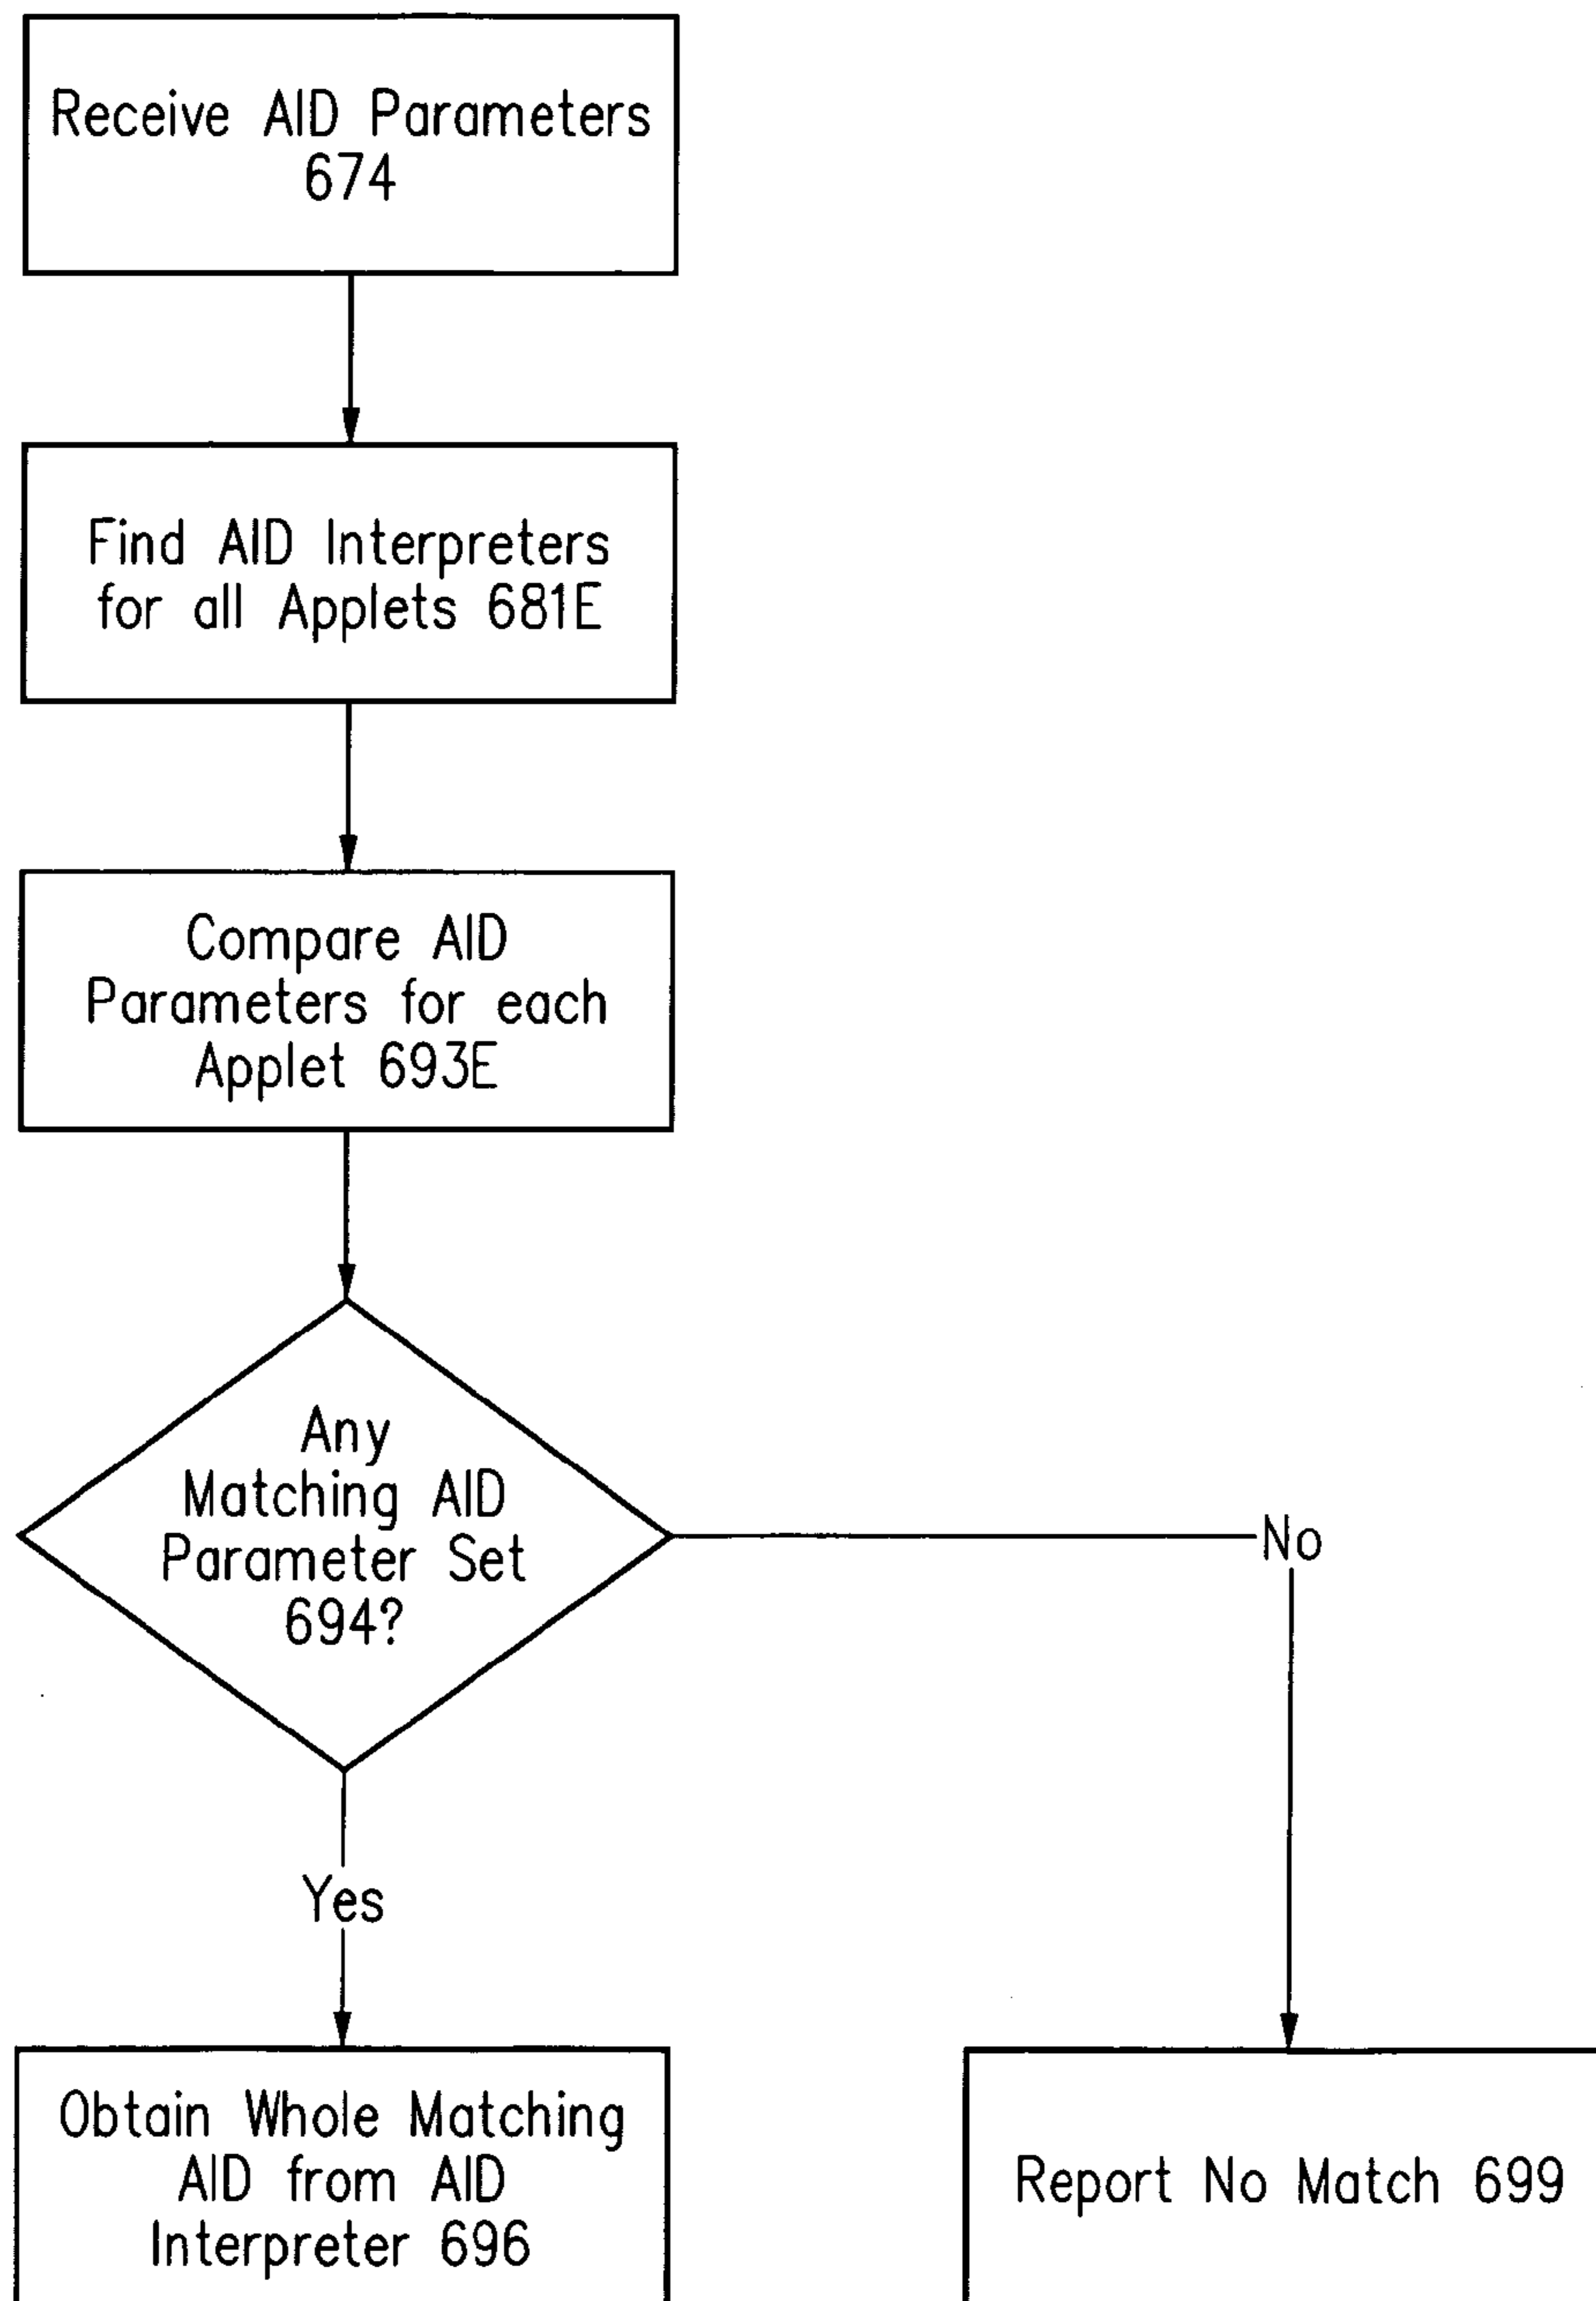 Receive AID Parameters
674
Find AID Interpreters
for all Applets 681E
Compare AID
Parameters for each
Applet 693E
Any
Matching AID
Parameter Set
694?
No
Yes
Obtain Whole Matching
AID from AID
Interpreter 696
Report No Match 699